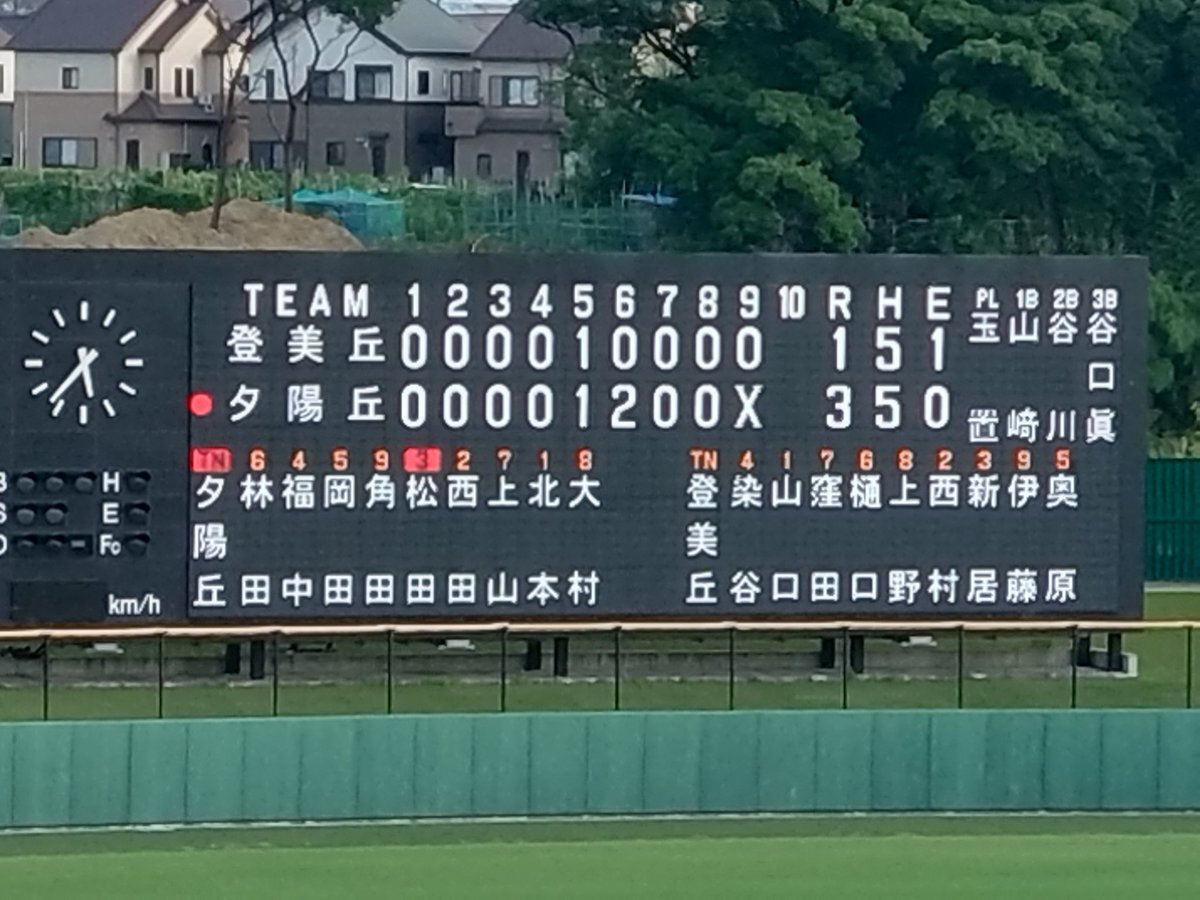 TEAM 1 2 3 4 5 6 7 8 9 10 R H E PL 1B 2B 3B
登美丘 0 0 0 0 1 0 0 0 0 1 5 1
夕陽丘 0 0 0 0 1 2 0 0 X 3 5 0
玉置
山﨑
谷川
谷口眞
TN 6 4 5 9 3 2 7 1 8
夕陽丘 林田 福中 岡田 角田 松田 西田 上山 北本 大村
TN 4 1 7 6 8 2 3 9 5
登美丘 染谷 山口 窪田 樋口 上野 西村 新居 伊藤 奥原
B H
S E
O Fc
km/h